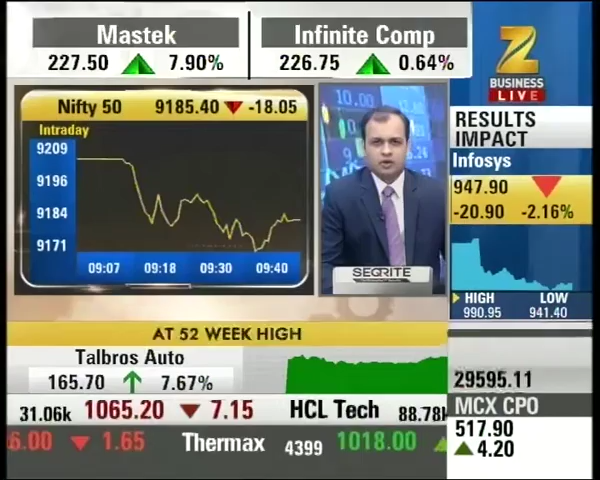 Mastek
227.50 7.90%
Infinite Comp
226.75 0.64%
BUSINESS
LIVE
Nifty 50 9185.40 -18.05
Intraday
9209
9196
9184
9171
09:07 09:18 09:30 09:40
SEQRITE
RESULTS
IMPACT
Infosys
947.90
-20.90 -2.16%
HIGH LOW
990.95 941.40
AT 52 WEEK HIGH
Talbros Auto
165.70 7.67%
29595.11
MCX CPO
517.90
4.20
31.06k 1065.20 7.15 HCL Tech 88.78k
6.00 1.65 Thermax 4399 1018.00